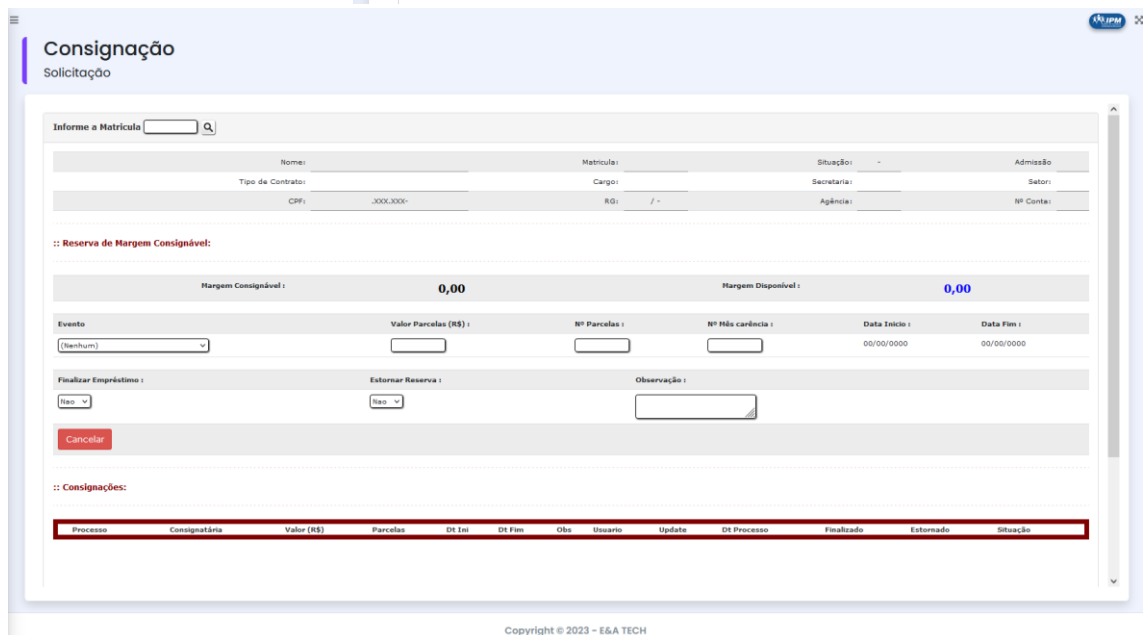 IPM
Consignação
Solicitação
Informe a Matricula
Nome: Matricula: Situação: - Admissão
Tipo de Contrato: Cargo: Secretaria: Setor:
CPF: .XXX.XXX- RG: / - Agência: Nº Conta:
:: Reserva de Margem Consignável:
Margem Consignável : 0,00 Margem Disponível : 0,00
Evento Valor Parcelas (R$) : Nº Parcelas : Nº Mês carência : Data Inicio : Data Fim :
(Nenhum) 00/00/0000 00/00/0000
Finalizar Empréstimo : Estornar Reserva : Observação :
Nao Nao
Cancelar
:: Consignações:
Processo Consignatária Valor (R$) Parcelas Dt Ini Dt Fim Obs Usuario Update Dt Processo Finalizado Estornado Situação
Copyright © 2023 - E&A TECH